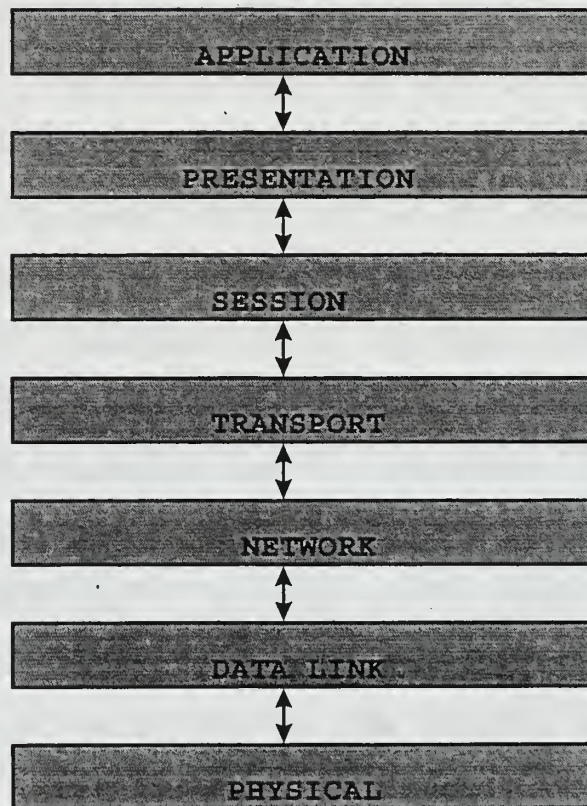 APPLICATION
PRESENTATION
SESSION
TRANSPORT
NETWORK
DATA LINK
PHYSICAL